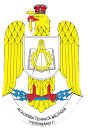 ACADEMIA TEHNICĂ MILITARĂ
"FERDINAND I"